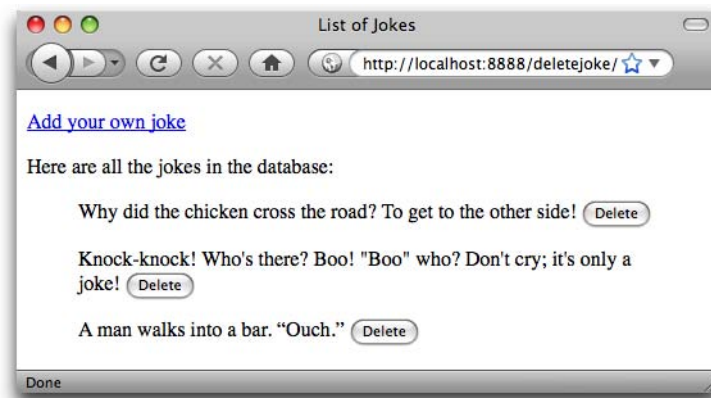 List of Jokes
http://localhost:8888/deletejoke/
Add your own joke
Here are all the jokes in the database:
Why did the chicken cross the road? To get to the other side! Delete
Knock-knock! Who's there? Boo! "Boo" who? Don't cry; it's only a
joke! Delete
A man walks into a bar. “Ouch.” Delete
Done